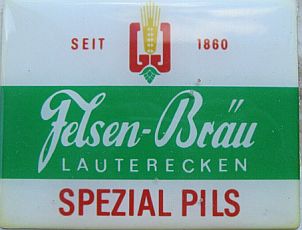 SEIT 1860
Felsen-Bräu
LAUTERECKEN
SPEZIAL PILS